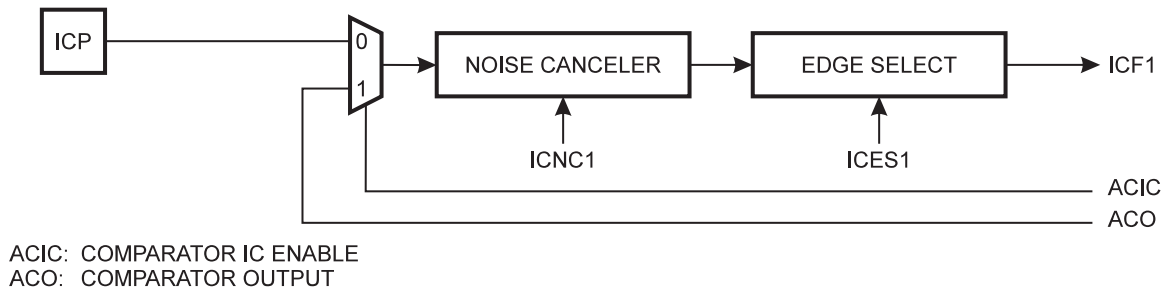 ICP
0
1
NOISE CANCELER
EDGE SELECT
ICF1
ICNC1
ICES1
ACIC
ACO
ACIC: COMPARATOR IC ENABLE
ACO: COMPARATOR OUTPUT